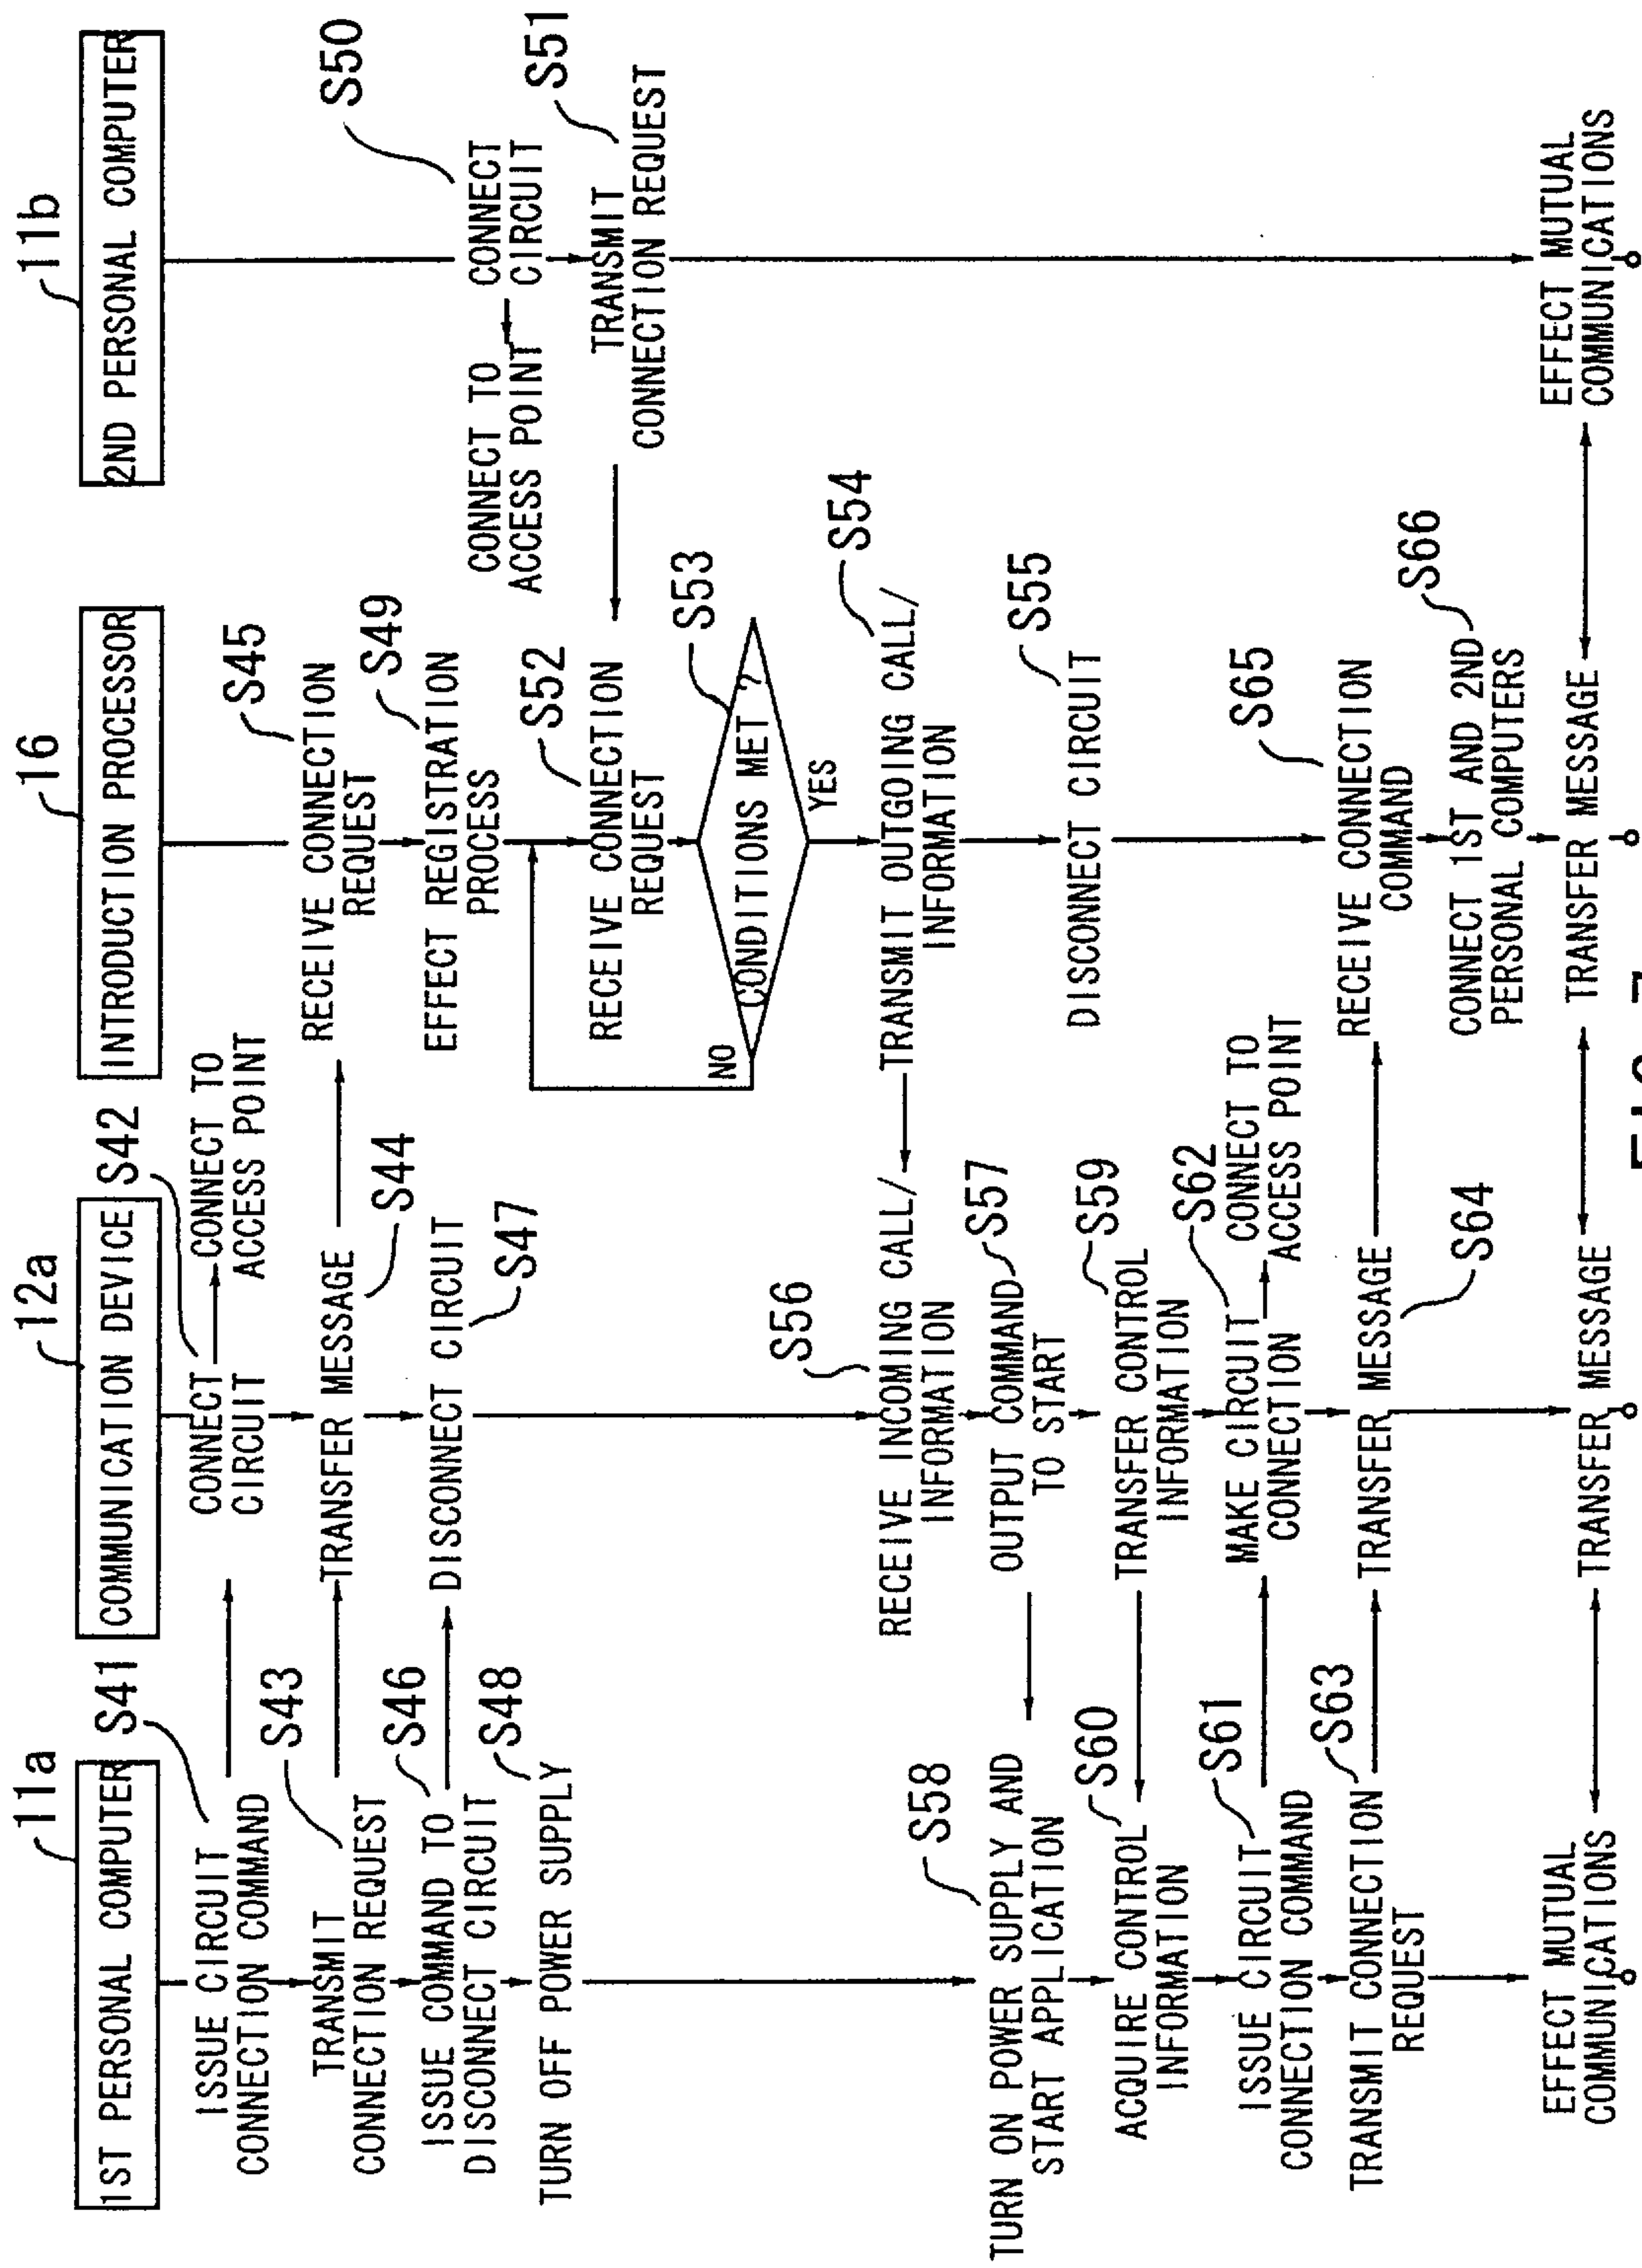 11a
1ST PERSONAL COMPUTER
S41
ISSUE CIRCUIT
CONNECTION COMMAND
S43
TRANSMIT
CONNECTION REQUEST
S46
ISSUE COMMAND TO
DISCONNECT CIRCUIT
S48
TURN OFF POWER SUPPLY
S58
TURN ON POWER SUPPLY AND
START APPLICATION
S60
ACQUIRE CONTROL
INFORMATION
S61
ISSUE CIRCUIT
CONNECTION COMMAND
S63
TRANSMIT CONNECTION
REQUEST
EFFECT MUTUAL
COMMUNICATIONS
12a
COMMUNICATION DEVICE
S42
CONNECT
CIRCUIT
CONNECT TO
ACCESS POINT
TRANSFER MESSAGE
S44
DISCONNECT CIRCUIT
S47
S56
RECEIVE INCOMING CALL/
INFORMATION
S57
OUTPUT COMMAND
TO START
S59
TRANSFER CONTROL
INFORMATION
S62
MAKE CIRCUIT
CONNECTION
CONNECT TO
ACCESS POINT
TRANSFER MESSAGE
S64
TRANSFER MESSAGE
16
INTRODUCTION PROCESSOR
S45
RECEIVE CONNECTION
REQUEST
S49
EFFECT REGISTRATION
PROCESS
S52
RECEIVE CONNECTION
REQUEST
S53
CONDITIONS MET ?
NO
YES
S54
TRANSMIT OUTGOING CALL/
INFORMATION
S55
DISCONNECT CIRCUIT
S65
RECEIVE CONNECTION
COMMAND
S66
CONNECT 1ST AND 2ND
PERSONAL COMPUTERS
TRANSFER MESSAGE
11b
2ND PERSONAL COMPUTER
S50
CONNECT
CIRCUIT
CONNECT TO
ACCESS POINT
S51
TRANSMIT
CONNECTION REQUEST
EFFECT MUTUAL
COMMUNICATIONS